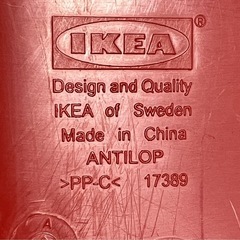 IKEA®
Design and Quality
IKEA of Sweden
Made in China
ANTILOP
>PP-C< 17389
A